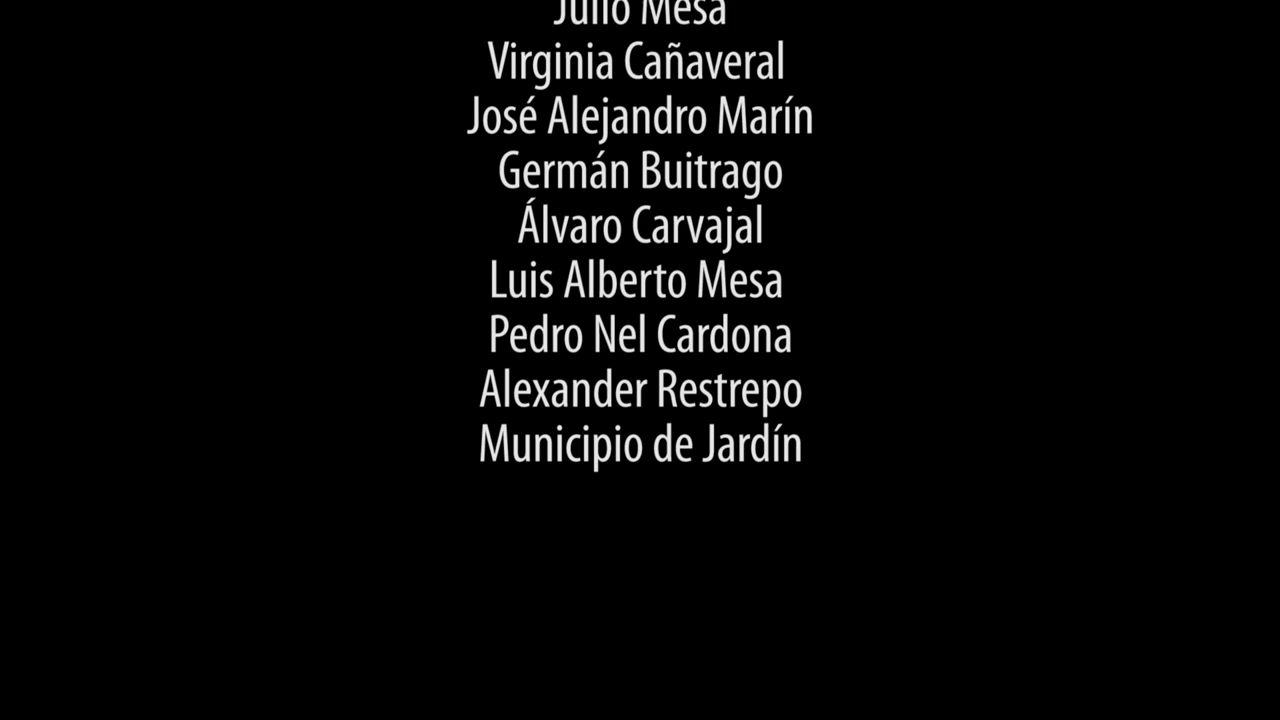 Julio Mesa
Virginia Cañaveral
José Alejandro Marín
Germán Buitrago
Álvaro Carvajal
Luis Alberto Mesa
Pedro Nel Cardona
Alexander Restrepo
Municipio de Jardín